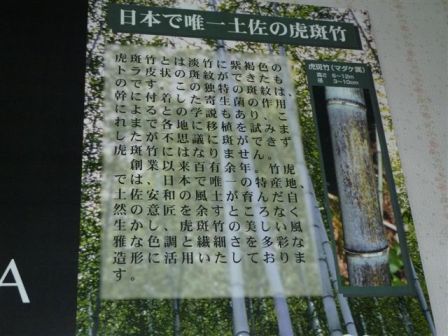 日本で唯一土佐の虎斑竹
虎斑竹とは淡竹に紫褐色の
トラ皮状の斑紋ができたも
のです。この独特の斑紋は、
幹に付着した寄生菌の作用
によるとの学説もあり、こ
れまで各地に移植を試みま
したが不思議に斑ができず
虎斑竹にはなりません。
創業以来百有余年。竹虎
では、日本で唯一の特産地、
土佐安和の風土が育んだ自
然の意匠を余すところなく
生かし、虎斑竹の美しい風
雅な色調と繊細さを多彩な
造形に活用いたしておりま
す。
虎斑竹(マダケ属)
高さ 6〜12m
径 3〜10cm
A